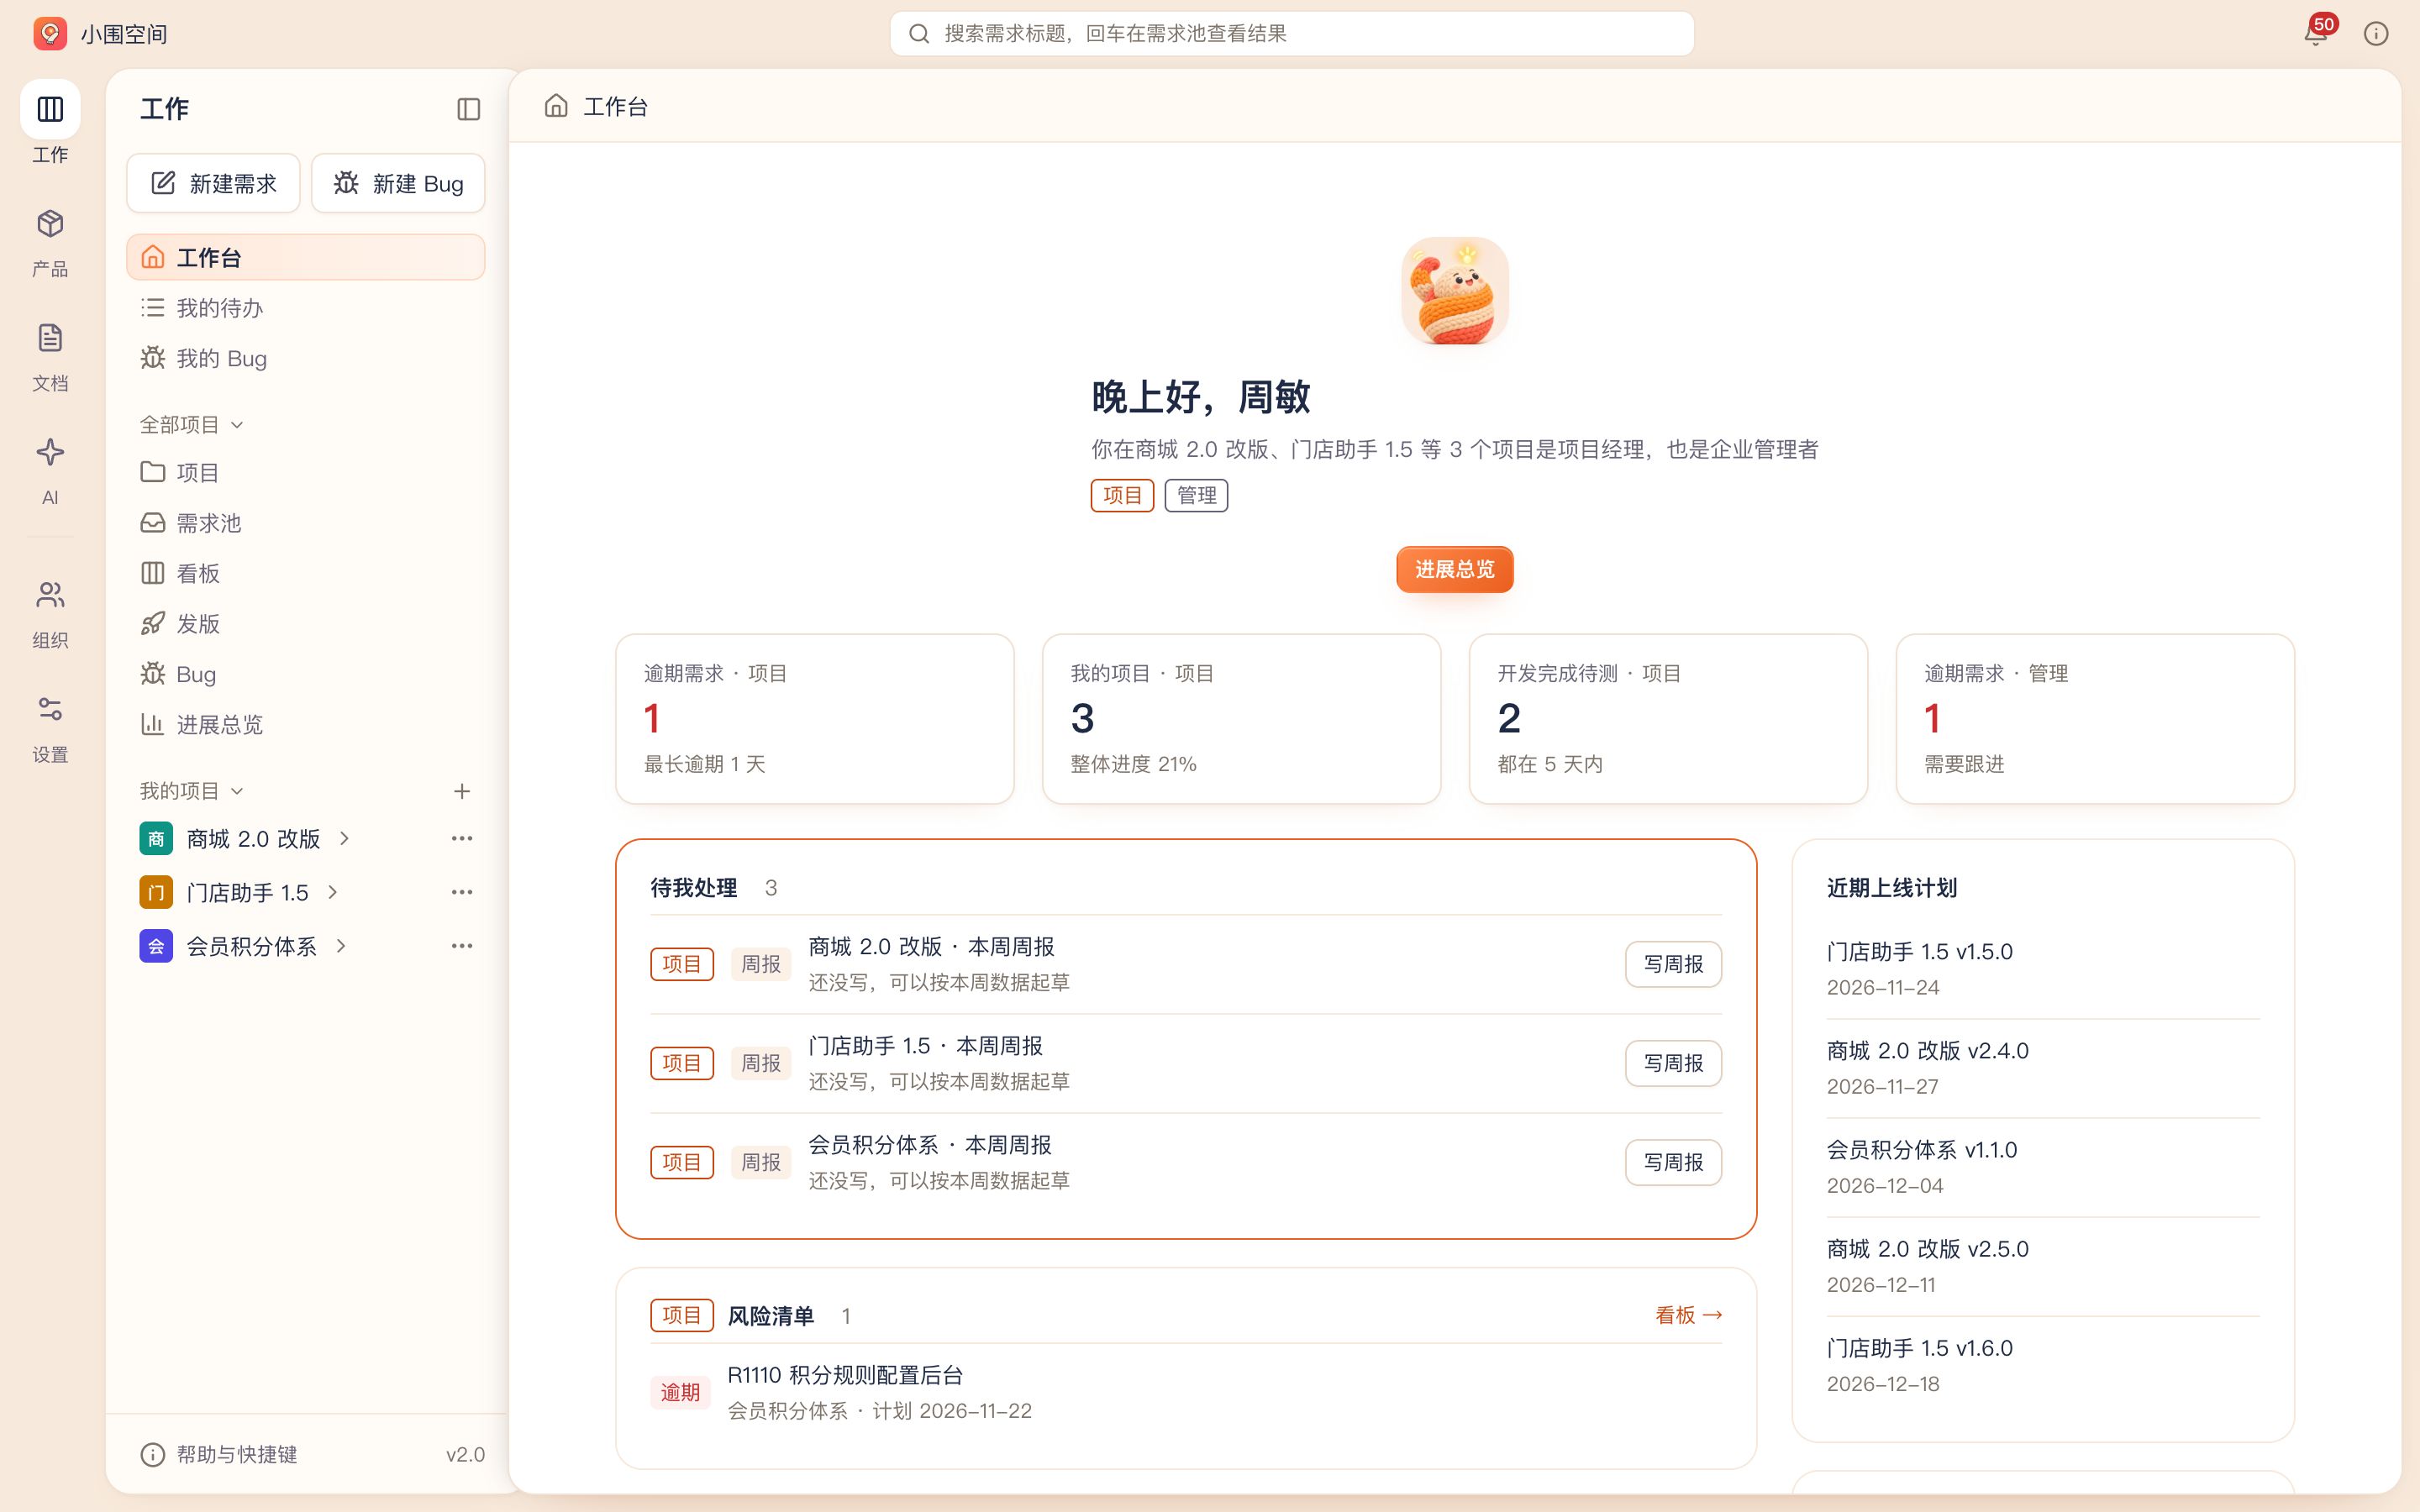 小围空间
搜索需求标题，回车在需求池查看结果
50
工作
产品
文档
AI
组织
设置
工作
新建需求
新建 Bug
工作台
我的待办
我的 Bug
全部项目
项目
需求池
看板
发版
Bug
进展总览
我的项目
商 商城 2.0 改版
门 门店助手 1.5
会 会员积分体系
帮助与快捷键 v2.0
工作台
晚上好，周敏
你在商城 2.0 改版、门店助手 1.5 等 3 个项目是项目经理，也是企业管理者
项目 管理
进展总览
逾期需求 · 项目
1
最长逾期 1 天
我的项目 · 项目
3
整体进度 21%
开发完成待测 · 项目
2
都在 5 天内
逾期需求 · 管理
1
需要跟进
待我处理 3
项目 周报 商城 2.0 改版 · 本周周报
还没写，可以按本周数据起草
写周报
项目 周报 门店助手 1.5 · 本周周报
还没写，可以按本周数据起草
写周报
项目 周报 会员积分体系 · 本周周报
还没写，可以按本周数据起草
写周报
项目 风险清单 1 看板 →
逾期 R1110 积分规则配置后台
会员积分体系 · 计划 2026-11-22
近期上线计划
门店助手 1.5 v1.5.0
2026-11-24
商城 2.0 改版 v2.4.0
2026-11-27
会员积分体系 v1.1.0
2026-12-04
商城 2.0 改版 v2.5.0
2026-12-11
门店助手 1.5 v1.6.0
2026-12-18